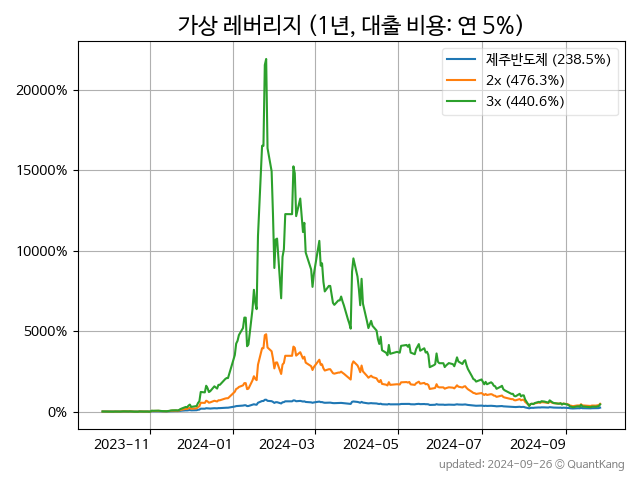 가상 레버리지 (1년, 대출 비용: 연 5%)
제주반도체 (238.5%)
2x (476.3%)
3x (440.6%)
20000%
15000%
10000%
5000%
0%
2023-11 2024-01 2024-03 2024-05 2024-07 2024-09
updated: 2024-09-26 © QuantKang